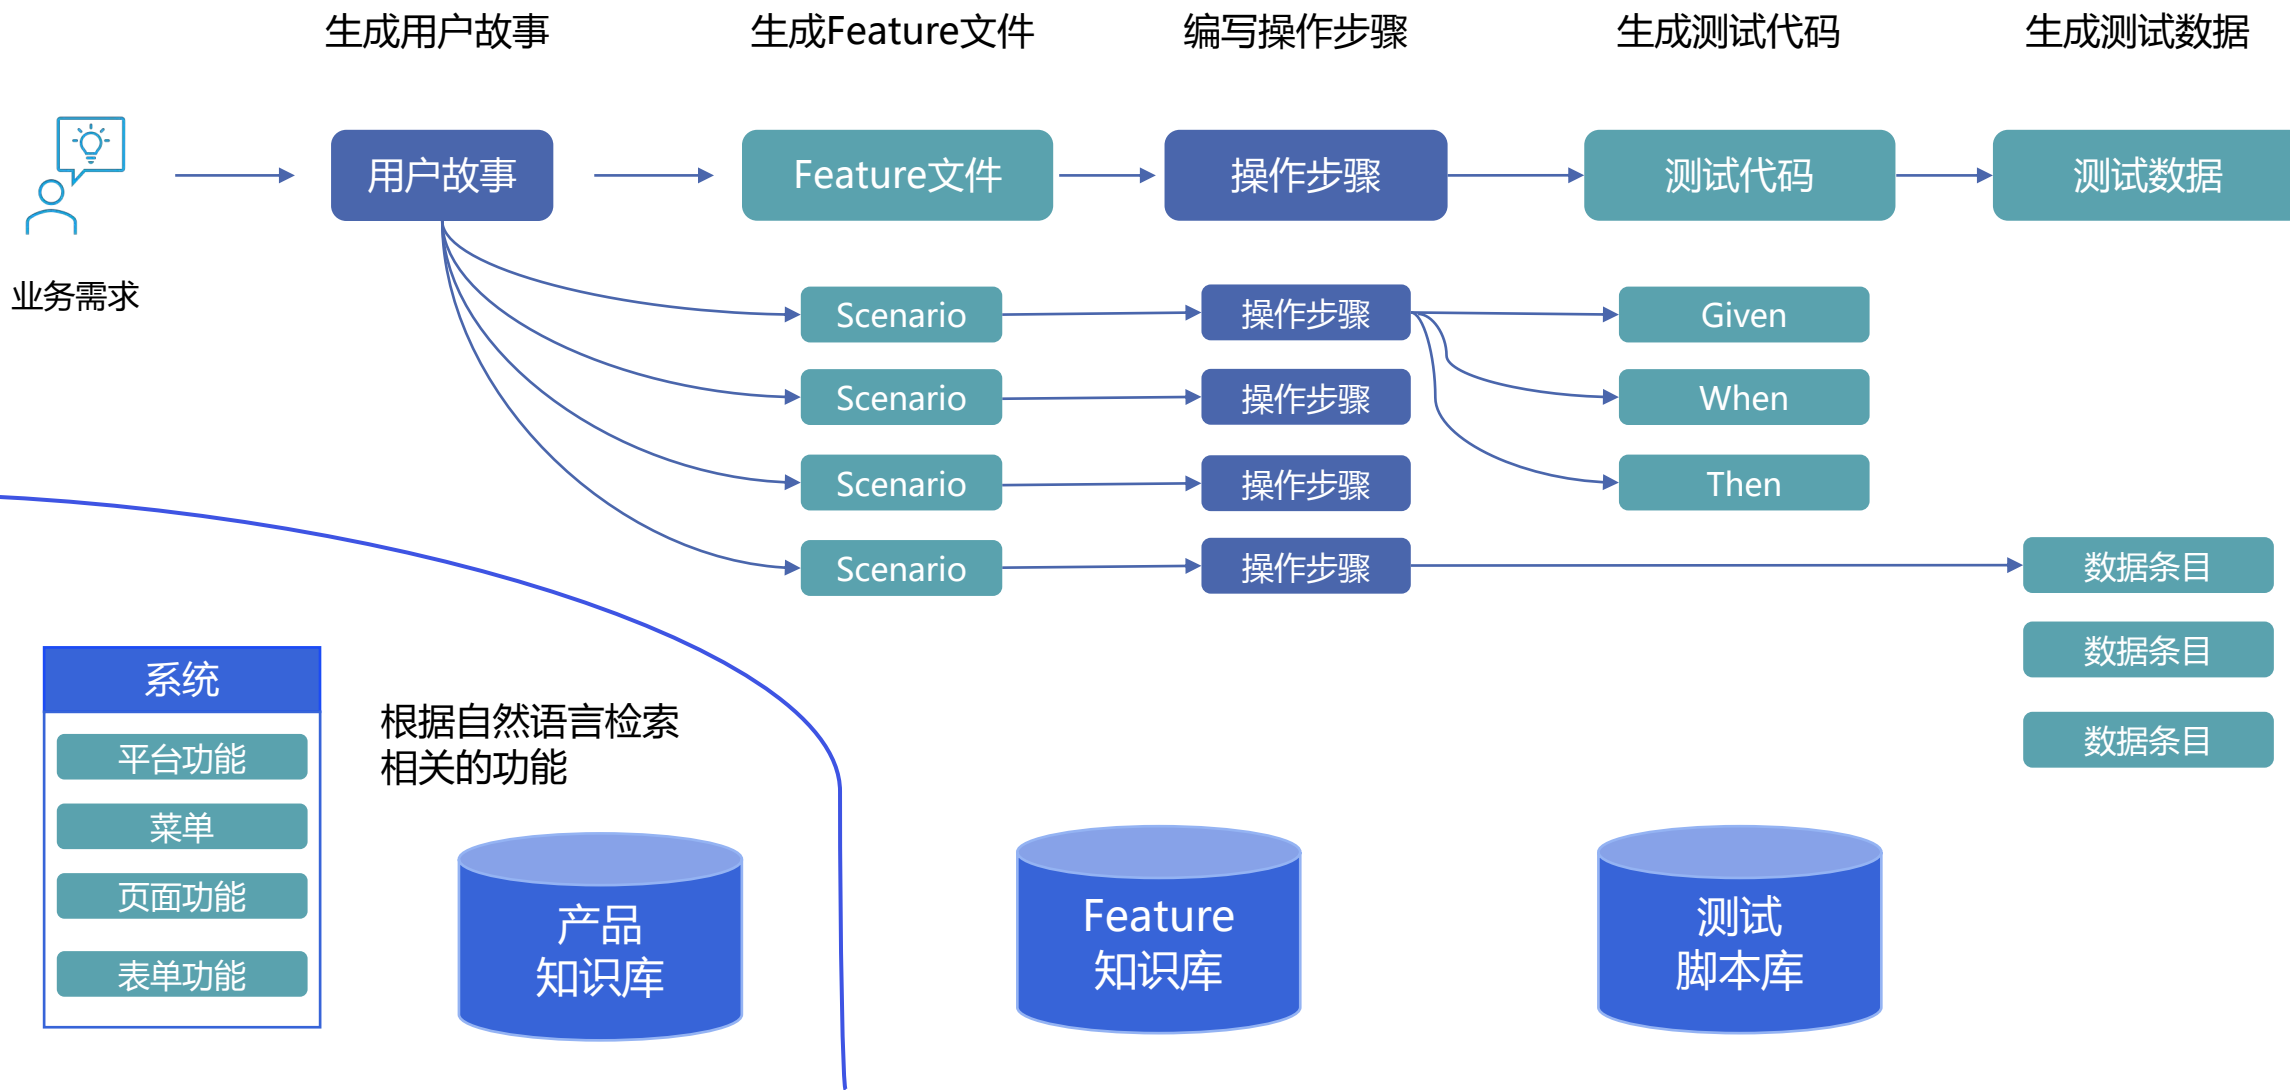 生成用户故事
生成Feature文件
编写操作步骤
生成测试代码
生成测试数据
用户故事
Feature文件
操作步骤
测试代码
测试数据
业务需求
Scenario
操作步骤
Given
Scenario
操作步骤
When
Scenario
操作步骤
Then
Scenario
操作步骤
数据条目
数据条目
数据条目
系统
平台功能
菜单
页面功能
表单功能
根据自然语言检索
相关的功能
产品
知识库
Feature
知识库
测试
脚本库